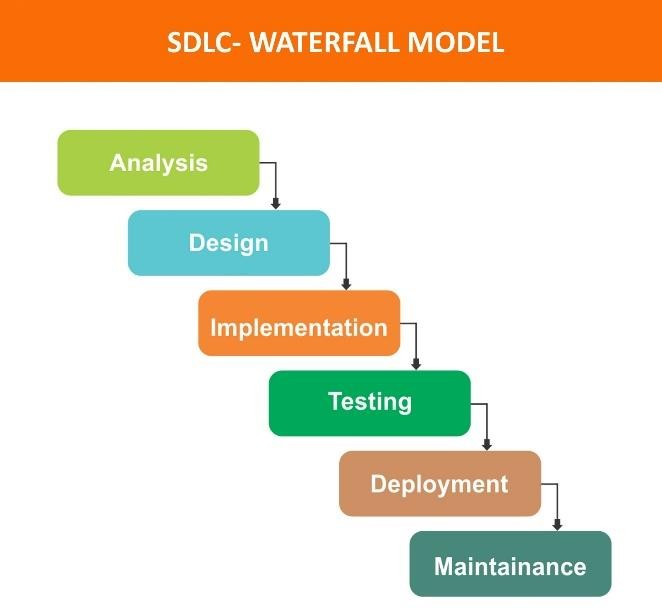 SDLC- WATERFALL MODEL
Analysis
Design
Implementation
Testing
Deployment
Maintainance